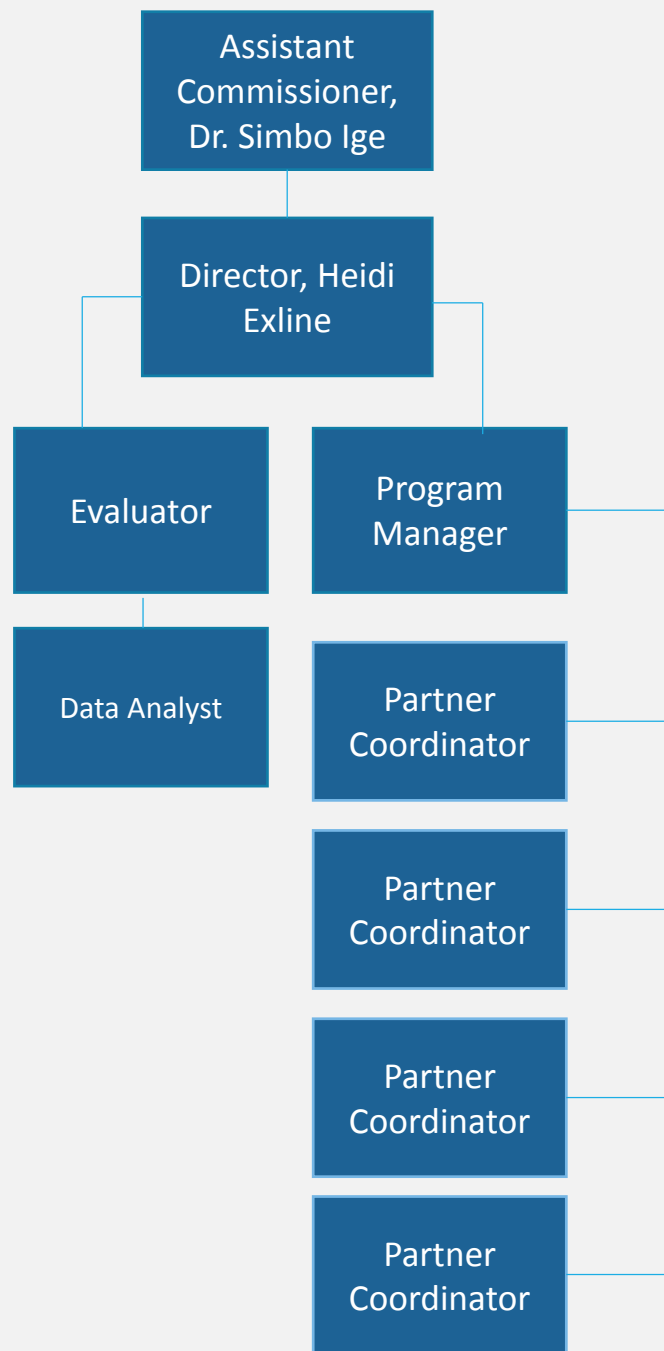 Assistant
Commissioner,
Dr. Simbo Ige
Director, Heidi
Exline
Evaluator
Program
Manager
Data Analyst
Partner
Coordinator
Partner
Coordinator
Partner
Coordinator
Partner
Coordinator